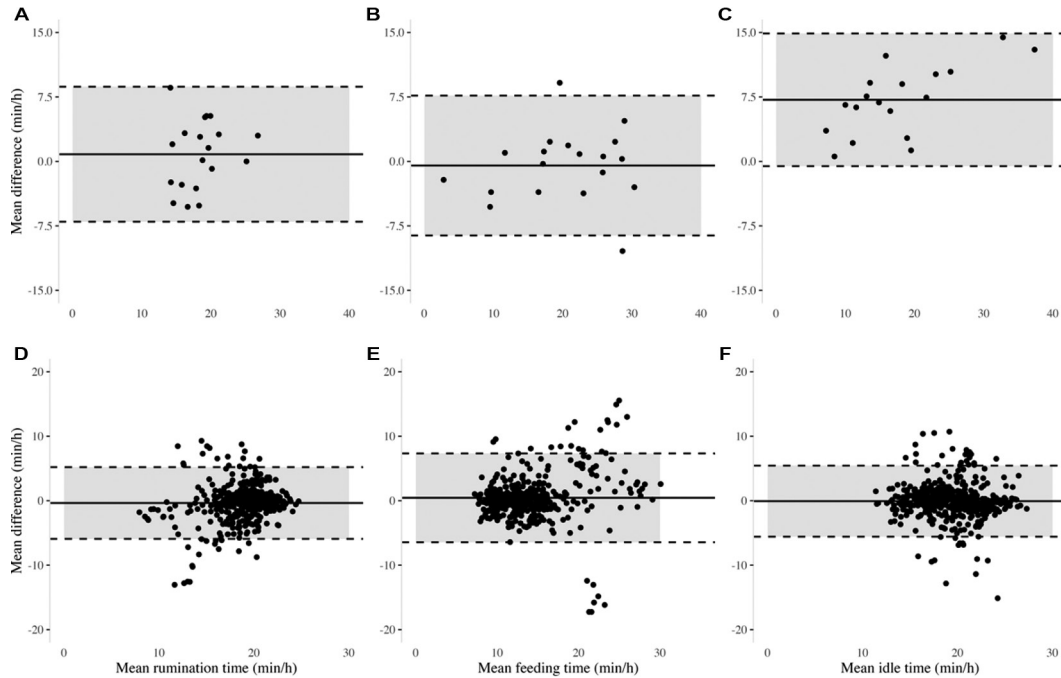 A
B
C
Mean difference (min/h)
15.0
7.5
0.0
-7.5
-15.0
0 10 20 30 40
15.0
7.5
0.0
-7.5
-15.0
0 10 20 30 40
15.0
7.5
0.0
-7.5
-15.0
0 10 20 30 40
D
E
F
Mean difference (min/h)
20
10
0
-10
-20
0 10 20 30
Mean rumination time (min/h)
20
10
0
-10
-20
0 10 20 30
Mean feeding time (min/h)
20
10
0
-10
-20
0 10 20 30
Mean idle time (min/h)